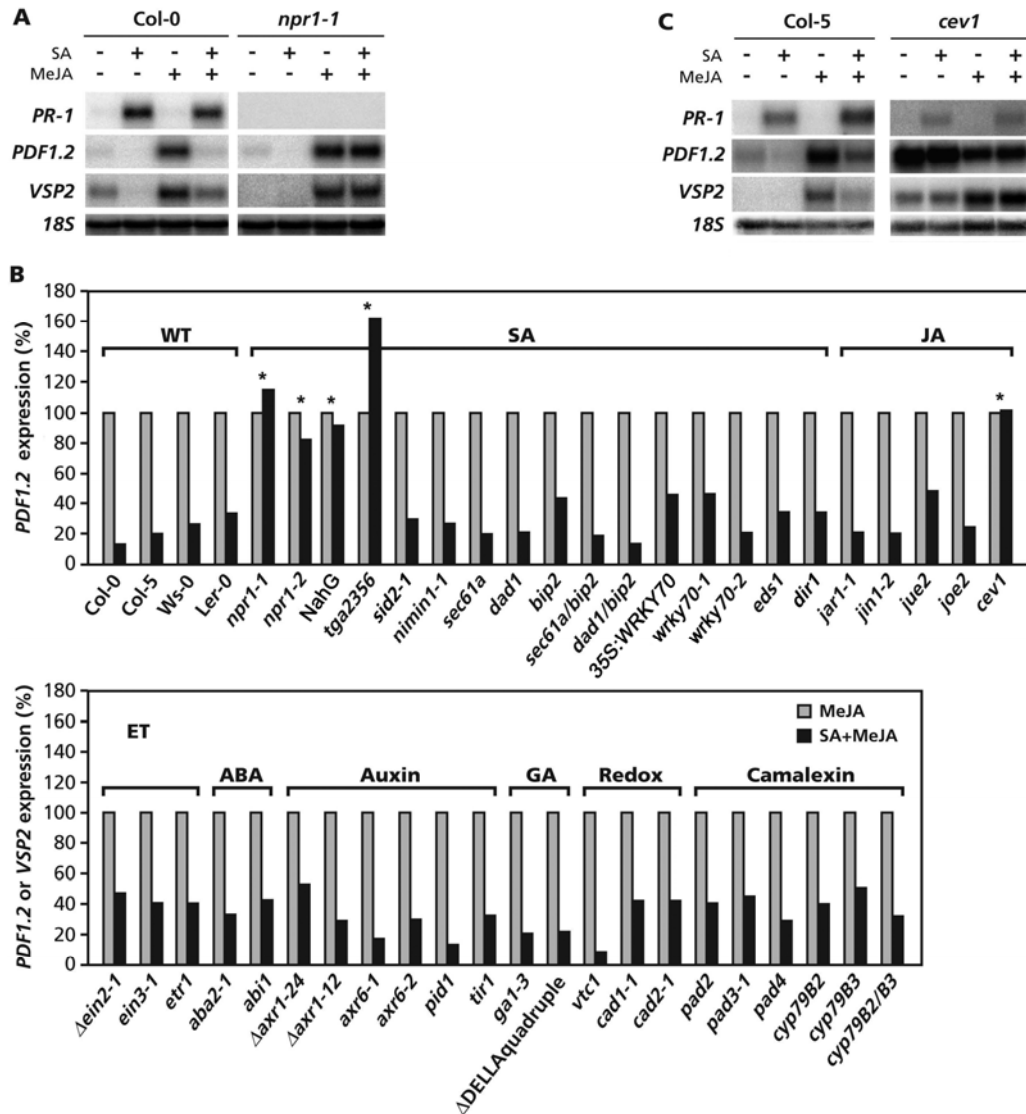 A
Col-0 npr1-1
SA - + - + - + - +
MeJA - - + + - - + +
PR-1
PDF1.2
VSP2
18S
C
Col-5 cev1
SA - + - + - + - +
MeJA - - + + - - + +
PR-1
PDF1.2
VSP2
18S
B
PDF1.2 expression (%)
180
160
140
120
100
80
60
40
20
0
WT SA JA
* * * * *
Col-0 Col-5 Ws-0 Ler-0 npr1-1 npr1-2 NahG tga2356 sid2-1 nimin1-1 sec61a dad1 bip2 sec61a/bip2 dad1/bip2 35S:WRKY70 wrky70-1 wrky70-2 eds1 dir1 jar1-1 jin1-2 jue2 joe2 cev1
PDF1.2 or VSP2 expression (%)
180
160
140
120
100
80
60
40
20
0
ET
MeJA
SA+MeJA
ABA Auxin GA Redox Camalexin
Δein2-1 ein3-1 etr1 aba2-1 abi1 Δaxr1-24 Δaxr1-12 axr6-1 axr6-2 pid1 tir1 ga1-3 ΔDELLAquadruple vtc1 cad1-1 cad2-1 pad2 pad3-1 pad4 cyp79B2 cyp79B3 cyp79B2/B3